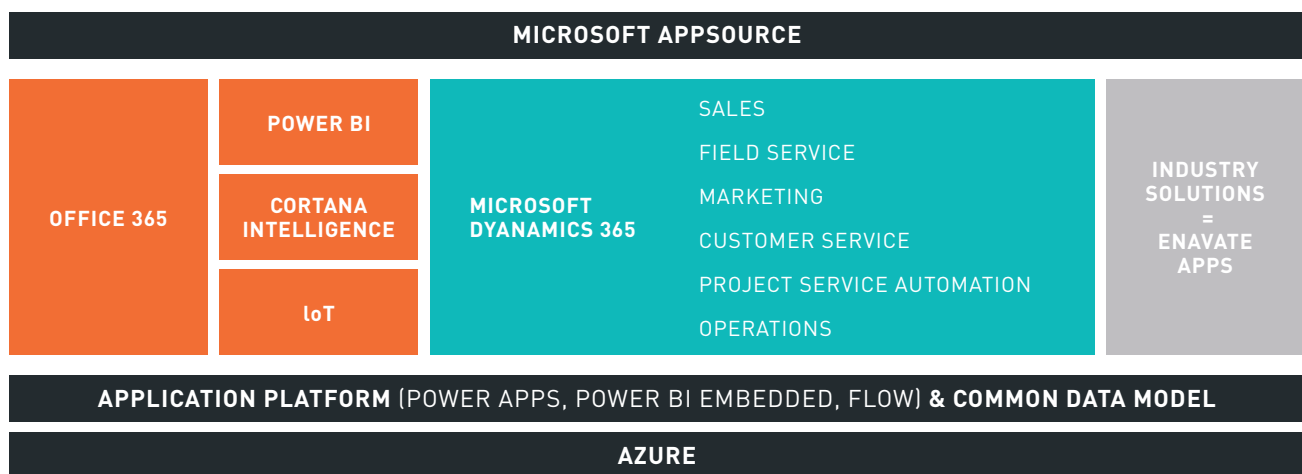 MICROSOFT APPSOURCE
OFFICE 365
POWER BI
CORTANA
INTELLIGENCE
loT
MICROSOFT
DYANAMICS 365
SALES
FIELD SERVICE
MARKETING
CUSTOMER SERVICE
PROJECT SERVICE AUTOMATION
OPERATIONS
INDUSTRY
SOLUTIONS
=
ENAVATE
APPS
APPLICATION PLATFORM (POWER APPS, POWER BI EMBEDDED, FLOW) & COMMON DATA MODEL
AZURE